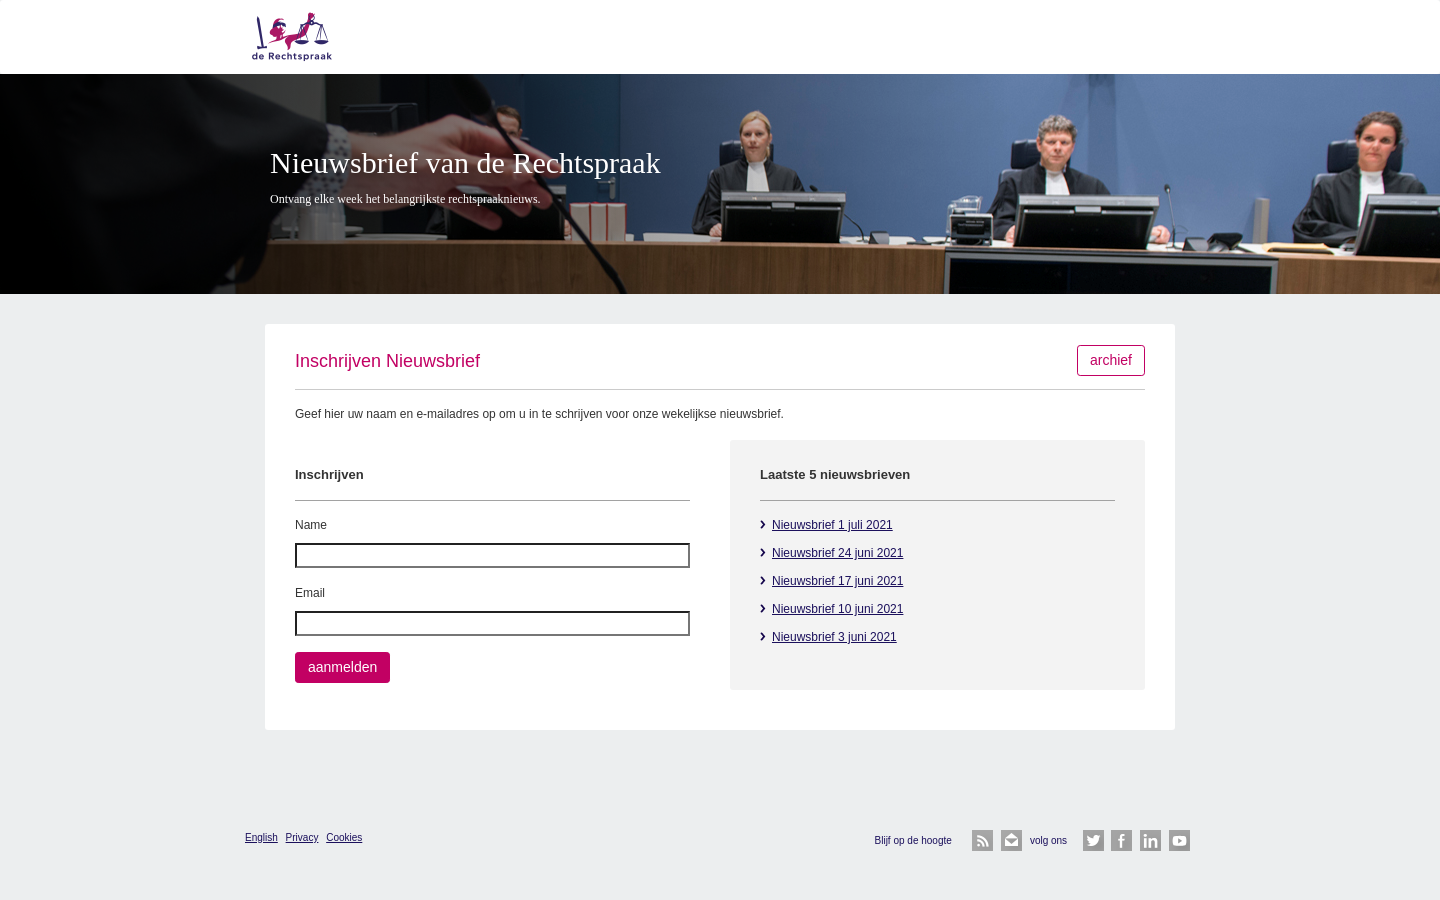 de Rechtspraak
Nieuwsbrief van de Rechtspraak
Ontvang elke week het belangrijkste rechtspraaknieuws.
Inschrijven Nieuwsbrief
archief
Geef hier uw naam en e-mailadres op om u in te schrijven voor onze wekelijkse nieuwsbrief.
Inschrijven
Name
Email
aanmelden
Laatste 5 nieuwsbrieven
Nieuwsbrief 1 juli 2021
Nieuwsbrief 24 juni 2021
Nieuwsbrief 17 juni 2021
Nieuwsbrief 10 juni 2021
Nieuwsbrief 3 juni 2021
English Privacy Cookies
Blijf op de hoogte volg ons